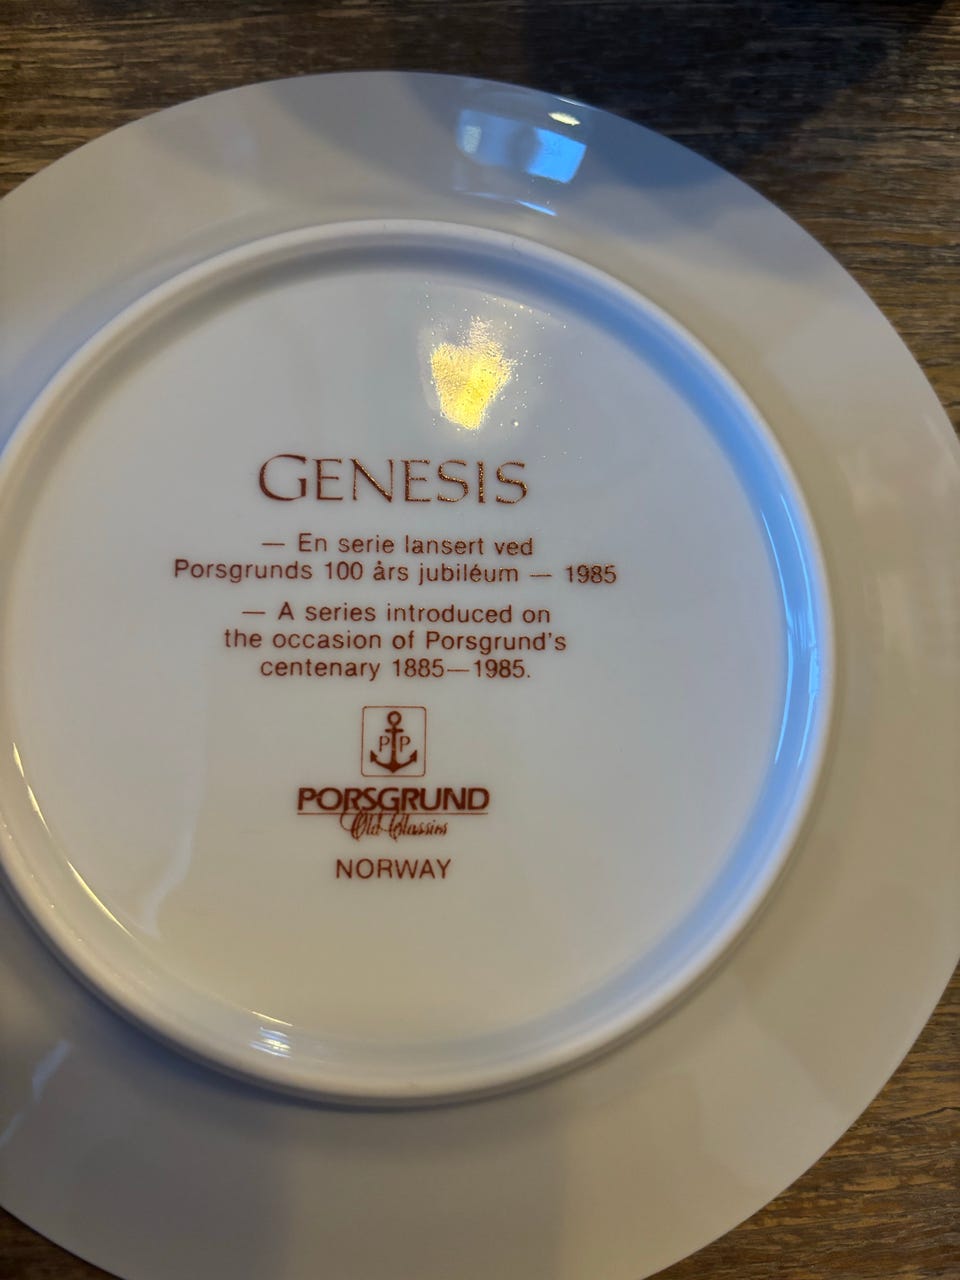 GENESIS
— En serie lansert ved
Porsgrunds 100 års jubiléum — 1985
— A series introduced on
the occasion of Porsgrund's
centenary 1885—1985.
P P
PORSGRUND
Old Classics
NORWAY